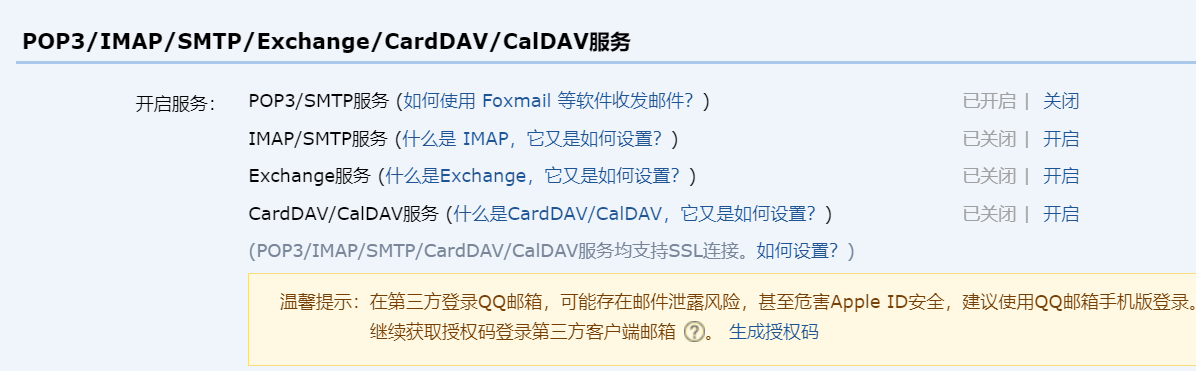 POP3/IMAP/SMTP/Exchange/CardDAV/CalDAV服务
开启服务： POP3/SMTP服务 (如何使用 Foxmail 等软件收发邮件？) 已开启 | 关闭
IMAP/SMTP服务 (什么是 IMAP，它又是如何设置？) 已关闭 | 开启
Exchange服务 (什么是Exchange，它又是如何设置？) 已关闭 | 开启
CardDAV/CalDAV服务 (什么是CardDAV/CalDAV，它又是如何设置？) 已关闭 | 开启
(POP3/IMAP/SMTP/CardDAV/CalDAV服务均支持SSL连接。如何设置？)
温馨提示：在第三方登录QQ邮箱，可能存在邮件泄露风险，甚至危害Apple ID安全，建议使用QQ邮箱手机版登录。
继续获取授权码登录第三方客户端邮箱 ?。 生成授权码